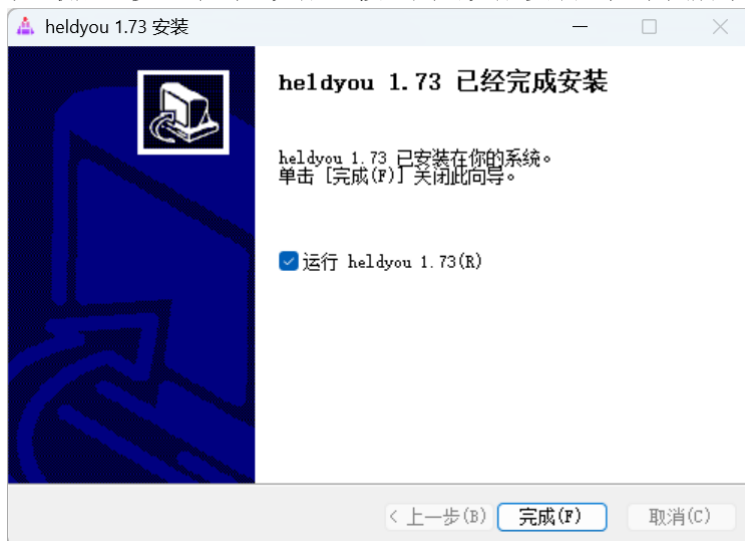 heldyou 1.73 安装
heldyou 1.73 已经完成安装
heldyou 1.73 已安装在你的系统。
单击 [完成(F)] 关闭此向导。
运行 heldyou 1.73(R)
< 上一步(B) 完成(F) 取消(C)